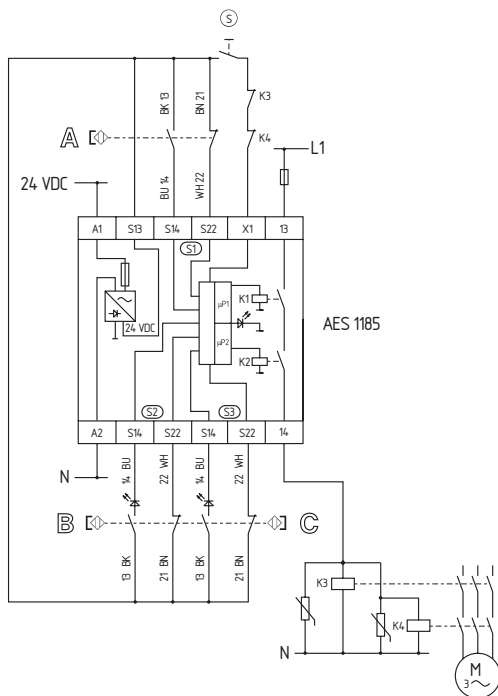 S
K3
BK 13
BN 21
A
K4
L1
BU 14
WH 22
24 VDC
A1 S13 S14 S22 X1 13
S1
µP1
K1
24 VDC
AES 1185
µP2
K2
S2 S3
A2 S14 S22 S14 S22 14
N
14 BU
22 WH
14 BU
22 WH
B
C
13 BK
21 BN
13 BK
21 BN
K3
K4
N
M
3